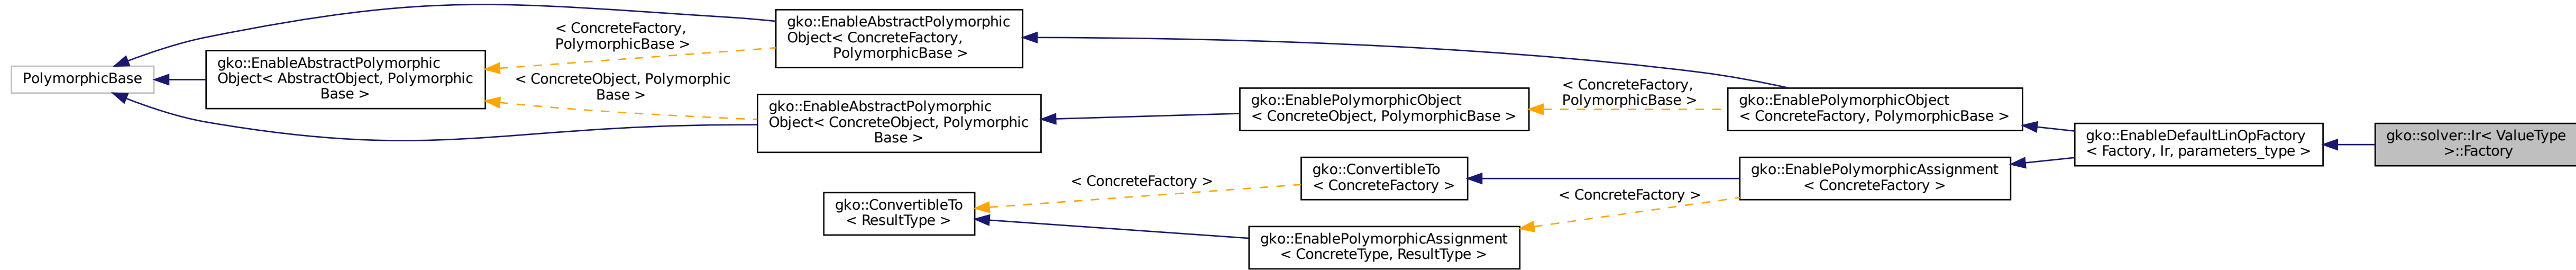 PolymorphicBase
gko::EnableAbstractPolymorphic
Object< AbstractObject, Polymorphic
Base >
< ConcreteFactory,
PolymorphicBase >
< ConcreteObject, Polymorphic
Base >
gko::EnableAbstractPolymorphic
Object< ConcreteFactory,
PolymorphicBase >
gko::EnableAbstractPolymorphic
Object< ConcreteObject, Polymorphic
Base >
gko::ConvertibleTo
< ResultType >
< ConcreteFactory >
gko::EnablePolymorphicObject
< ConcreteObject, PolymorphicBase >
gko::ConvertibleTo
< ConcreteFactory >
gko::EnablePolymorphicAssignment
< ConcreteType, ResultType >
< ConcreteFactory,
PolymorphicBase >
< ConcreteFactory >
gko::EnablePolymorphicObject
< ConcreteFactory, PolymorphicBase >
gko::EnablePolymorphicAssignment
< ConcreteFactory >
gko::EnableDefaultLinOpFactory
< Factory, Ir, parameters_type >
gko::solver::Ir< ValueType
>::Factory